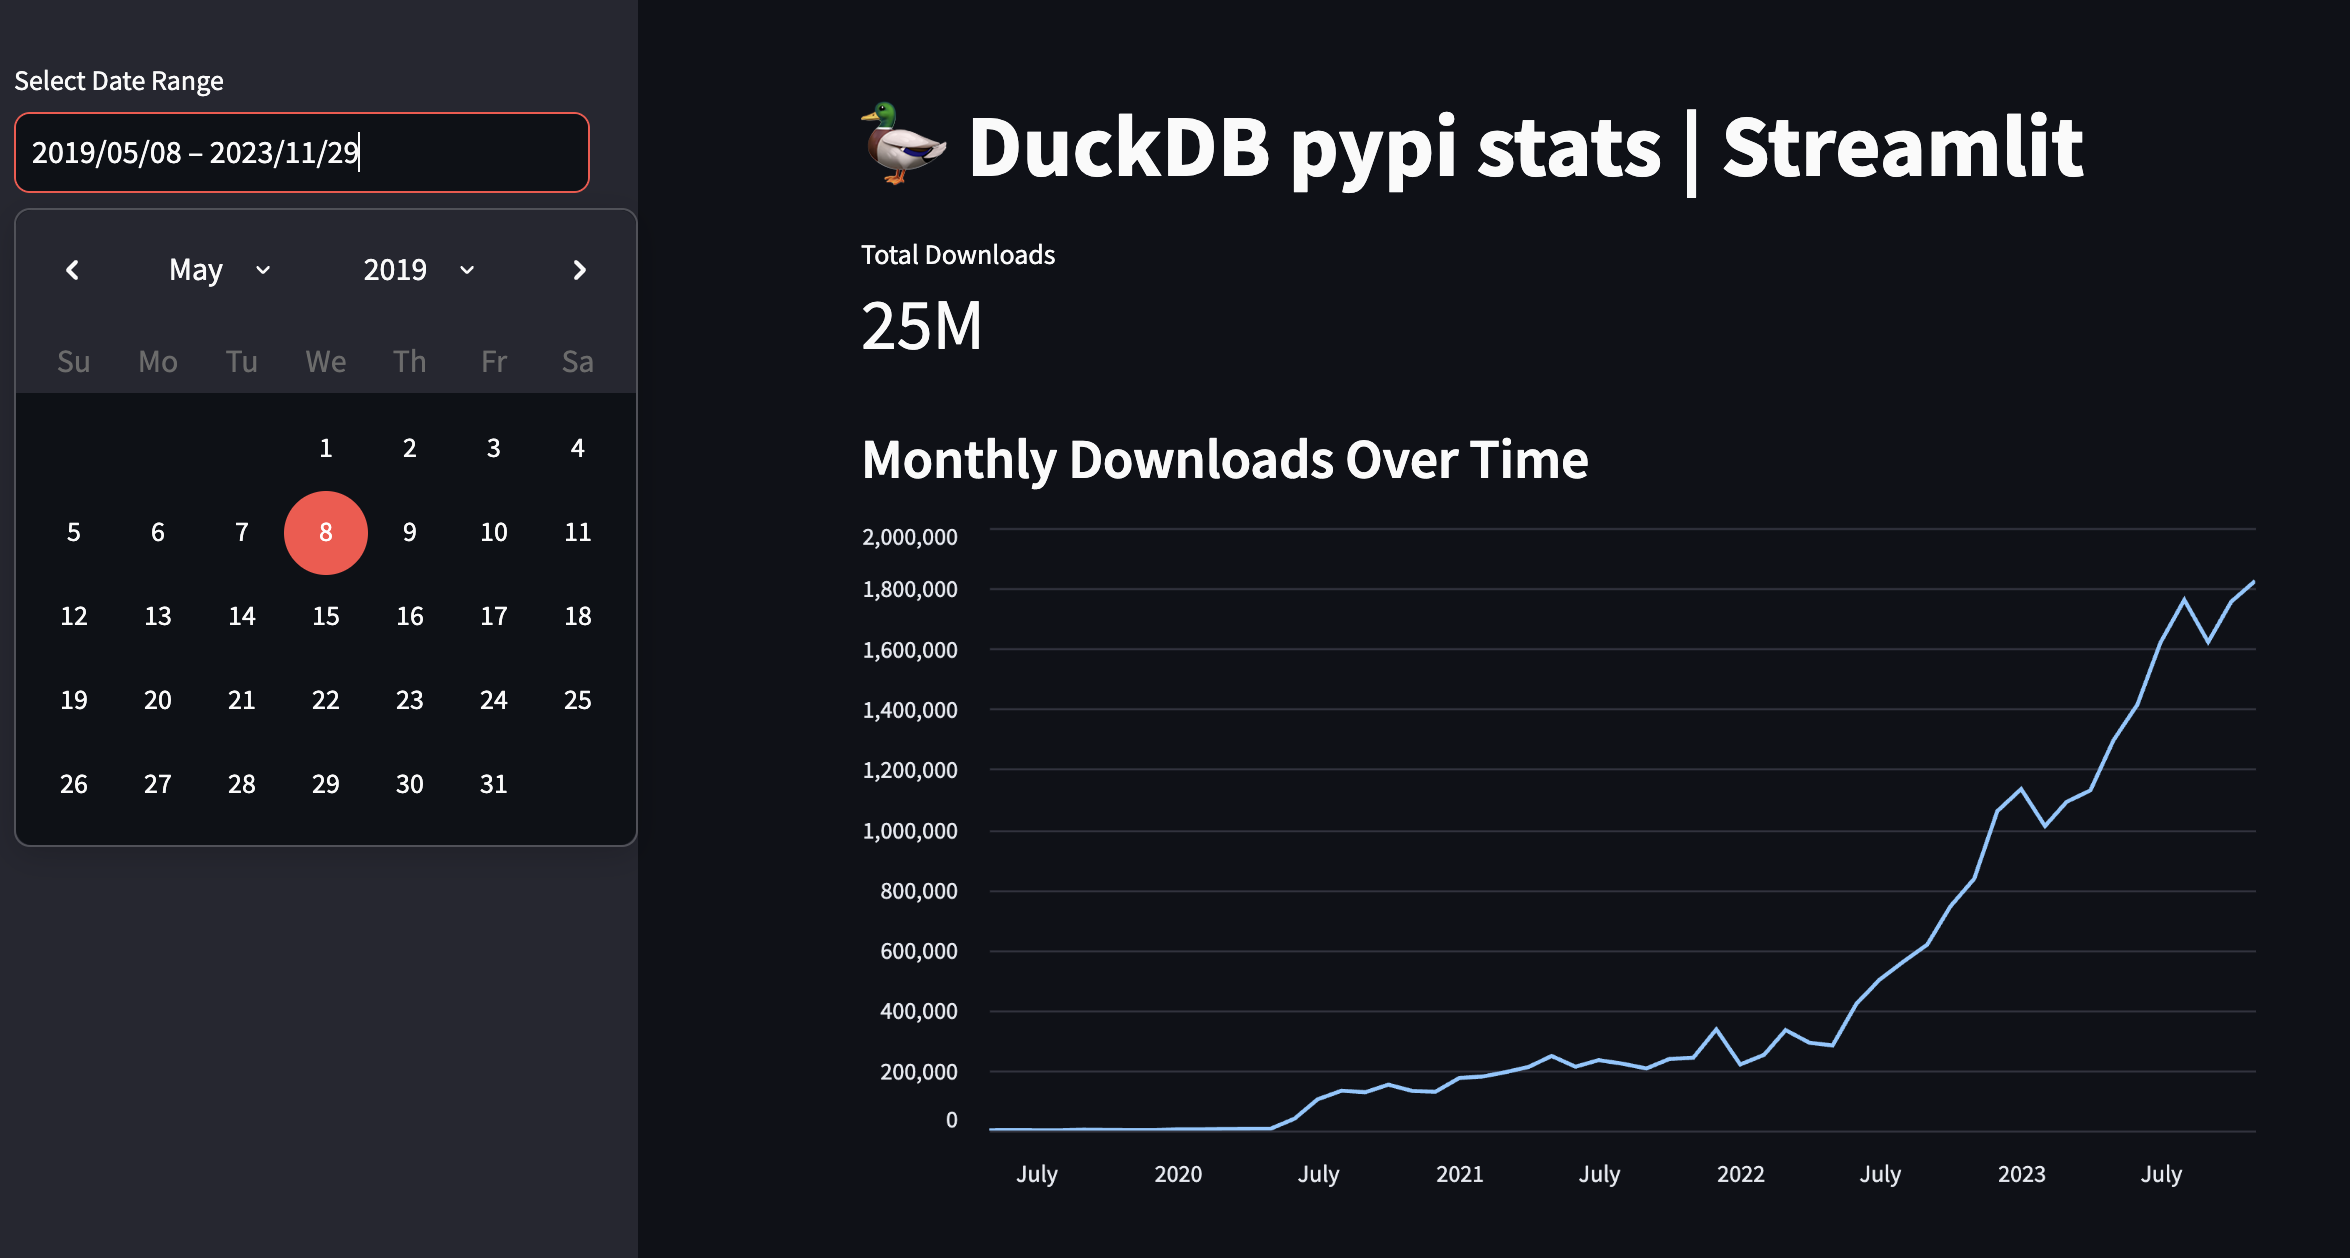 Select Date Range
2019/05/08 – 2023/11/29
May 2019
Su Mo Tu We Th Fr Sa
1 2 3 4
5 6 7 8 9 10 11
12 13 14 15 16 17 18
19 20 21 22 23 24 25
26 27 28 29 30 31
DuckDB pypi stats | Streamlit
Total Downloads
25M
Monthly Downloads Over Time
2,000,000
1,800,000
1,600,000
1,400,000
1,200,000
1,000,000
800,000
600,000
400,000
200,000
0
July 2020 July 2021 July 2022 July 2023 July